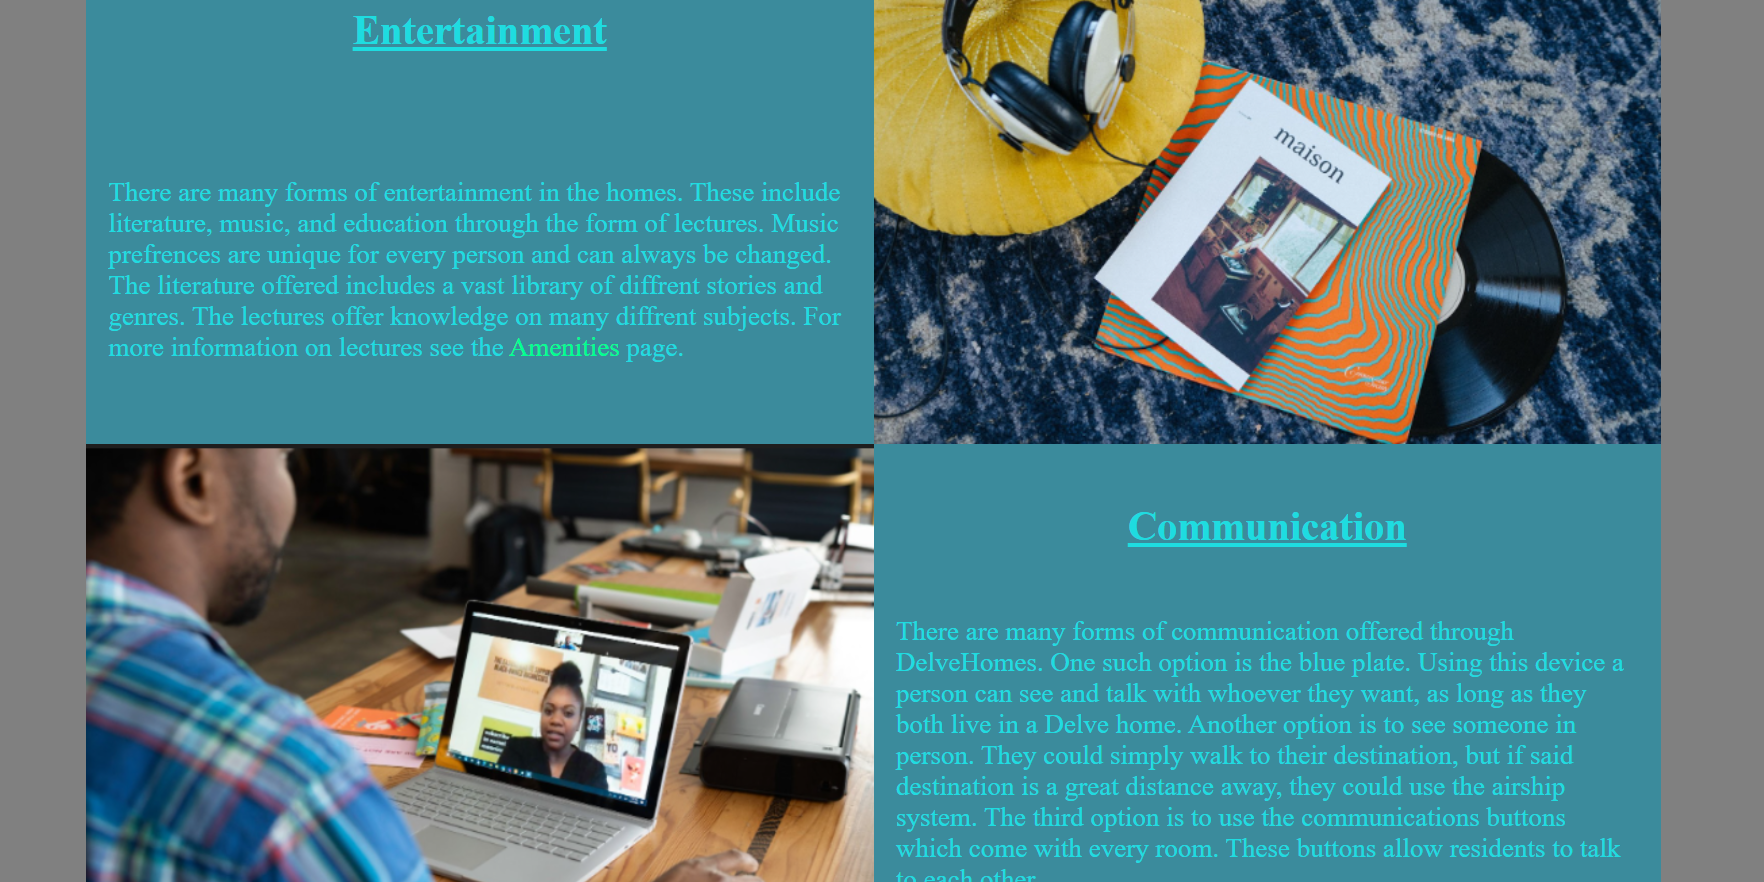 Entertainment
There are many forms of entertainment in the homes. These include
literature, music, and education through the form of lectures. Music
prefrences are unique for every person and can always be changed.
The literature offered includes a vast library of diffrent stories and
genres. The lectures offer knowledge on many diffrent subjects. For
more information on lectures see the Amenities page.
maison
Communication
There are many forms of communication offered through
DelveHomes. One such option is the blue plate. Using this device a
person can see and talk with whoever they want, as long as they
both live in a Delve home. Another option is to see someone in
person. They could simply walk to their destination, but if said
destination is a great distance away, they could use the airship
system. The third option is to use the communications buttons
which come with every room. These buttons allow residents to talk
to each other.